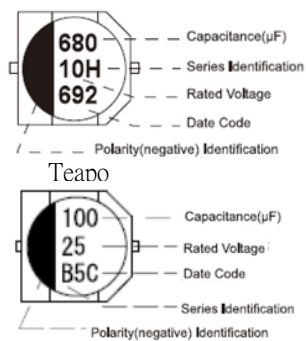 680
10H
692
Capacitance(μF)
Series Identification
Rated Voltage
Date Code
Polarity(negative) Identification
Teapo
100
25
B5C
Capacitance(μF)
Rated Voltage
Date Code
Series Identification
Polarity(negative) Identification